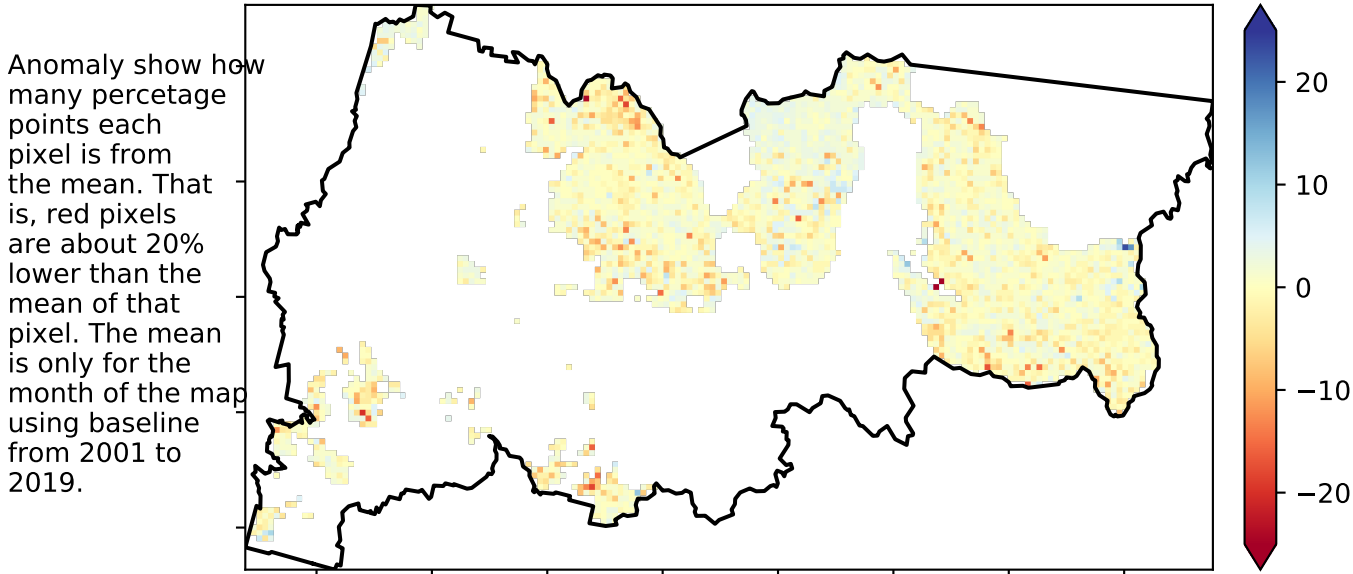 Anomaly show how
many percetage
points each
pixel is from
the mean. That
is, red pixels
are about 20%
lower than the
mean of that
pixel. The mean
is only for the
month of the map
using baseline
from 2001 to
2019.
20
10
0
−10
−20